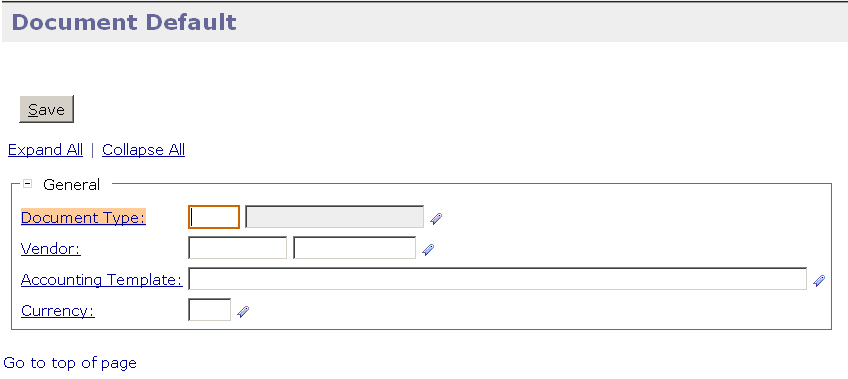 Document Default
Save
Expand All | Collapse All
General
Document Type:
Vendor:
Accounting Template:
Currency:
Go to top of page